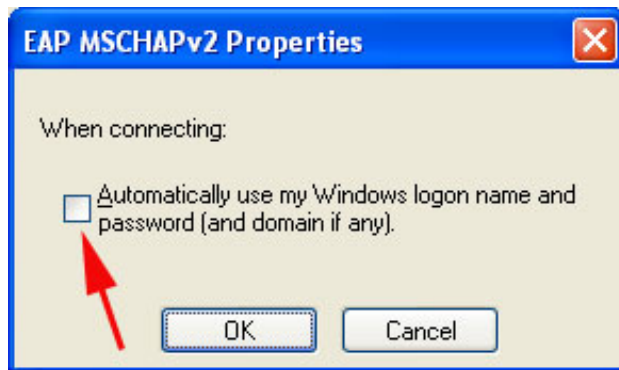 EAP MSCHAPv2 Properties
When connecting:
Automatically use my Windows logon name and
password (and domain if any).
OK
Cancel